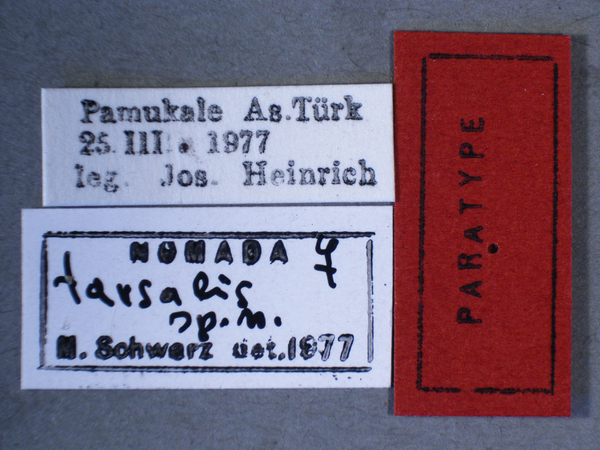 Pamukale As.Türk
25.III. 1977
leg. Jos. Heinrich
NOMADA ♀
tarsalis
sp.n.
M. Schwarz det.1977
PARATYPE